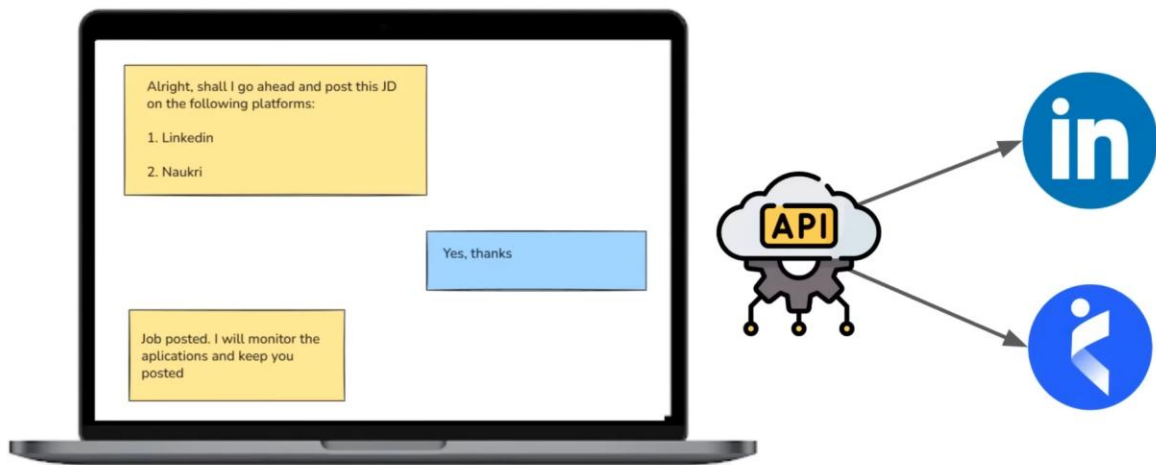 Alright, shall I go ahead and post this JD
on the following platforms:
1. Linkedin
2. Naukri
Yes, thanks
Job posted. I will monitor the
aplications and keep you
posted
API
in